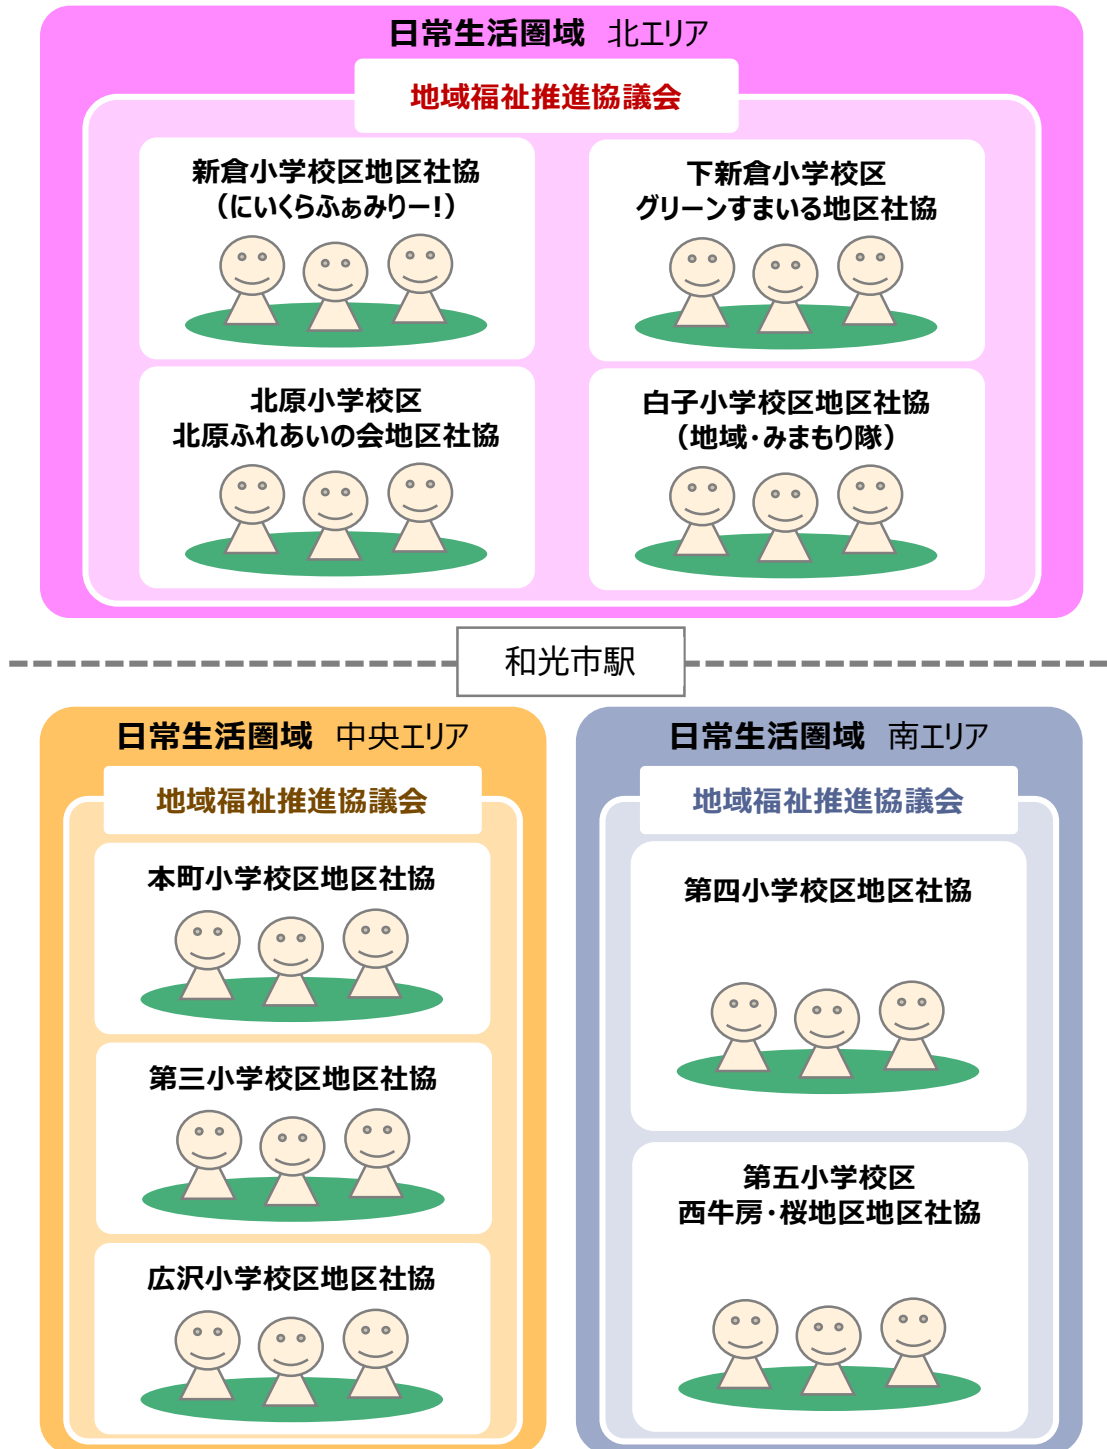 日常生活圏域 北エリア
地域福祉推進協議会
新倉小学校区地区社協
（にいくらふぁみりー！）
下新倉小学校区
グリーンすまいる地区社協
北原小学校区
北原ふれあいの会地区社協
白子小学校区地区社協
（地域・みまもり隊）
和光市駅
日常生活圏域 中央エリア
地域福祉推進協議会
本町小学校区地区社協
第三小学校区地区社協
広沢小学校区地区社協
日常生活圏域 南エリア
地域福祉推進協議会
第四小学校区地区社協
第五小学校区
西牛房・桜地区地区社協